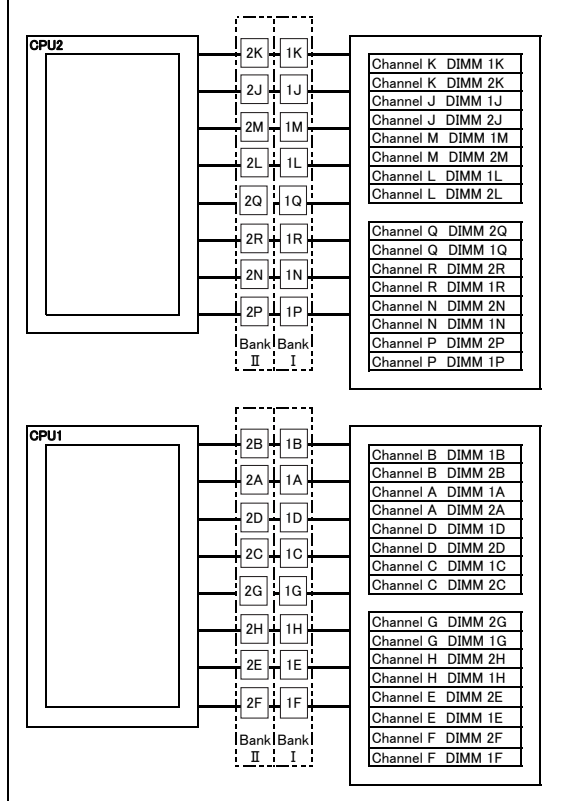 CPU2
2K 1K
2J 1J
2M 1M
2L 1L
2Q 1Q
2R 1R
2N 1N
2P 1P
Bank Bank
Ⅱ Ⅰ
Channel K DIMM 1K
Channel K DIMM 2K
Channel J DIMM 1J
Channel J DIMM 2J
Channel M DIMM 1M
Channel M DIMM 2M
Channel L DIMM 1L
Channel L DIMM 2L
Channel Q DIMM 2Q
Channel Q DIMM 1Q
Channel R DIMM 2R
Channel R DIMM 1R
Channel N DIMM 2N
Channel N DIMM 1N
Channel P DIMM 2P
Channel P DIMM 1P
CPU1
2B 1B
2A 1A
2D 1D
2C 1C
2G 1G
2H 1H
2E 1E
2F 1F
Bank Bank
Ⅱ Ⅰ
Channel B DIMM 1B
Channel B DIMM 2B
Channel A DIMM 1A
Channel A DIMM 2A
Channel D DIMM 1D
Channel D DIMM 2D
Channel C DIMM 1C
Channel C DIMM 2C
Channel G DIMM 2G
Channel G DIMM 1G
Channel H DIMM 2H
Channel H DIMM 1H
Channel E DIMM 2E
Channel E DIMM 1E
Channel F DIMM 2F
Channel F DIMM 1F